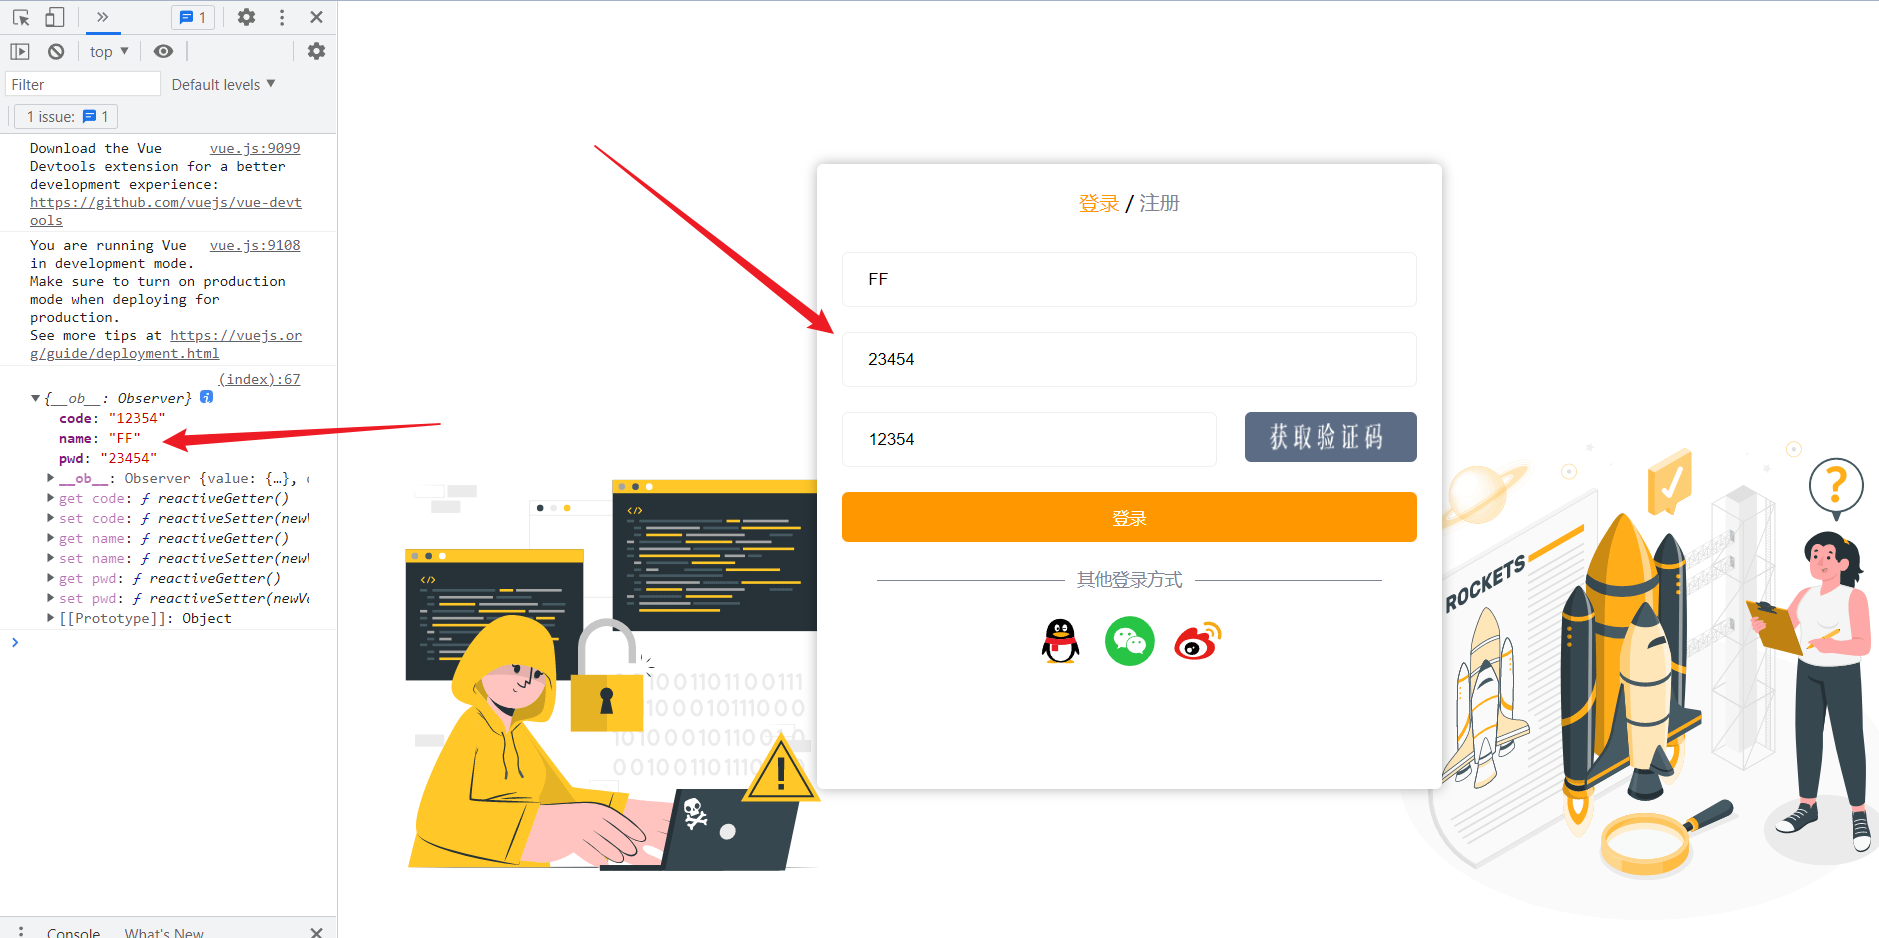 1
top
Filter
Default levels
1 issue: 1
Download the Vue vue.js:9099
Devtools extension for a better
development experience:
https://github.com/vuejs/vue-devt
ools
You are running Vue vue.js:9108
in development mode.
Make sure to turn on production
mode when deploying for
production.
See more tips at https://vuejs.or
g/guide/deployment.html
(index):67
{__ob__: Observer}
code: "12354"
name: "FF"
pwd: "23454"
__ob__: Observer {value: {…}, 
get code: ƒ reactiveGetter()
set code: ƒ reactiveSetter(new
get name: ƒ reactiveGetter()
set name: ƒ reactiveSetter(new
get pwd: ƒ reactiveGetter()
set pwd: ƒ reactiveSetter(newV
[[Prototype]]: Object
Console What's New
登录 / 注册
FF
23454
12354 获取验证码
登录
其他登录方式
</>
</>
ROCKETS
?
!